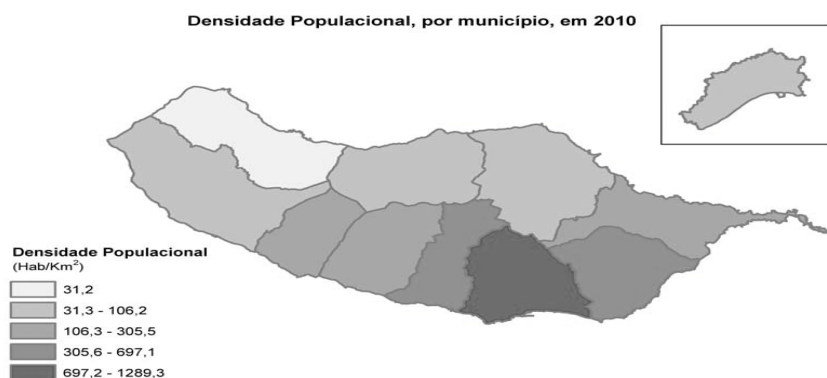 Densidade Populacional, por município, em 2010
Densidade Populacional
(Hab/Km²)
31,2
31,3 - 106,2
106,3 - 305,5
305,6 - 697,1
697,2 - 1289,3